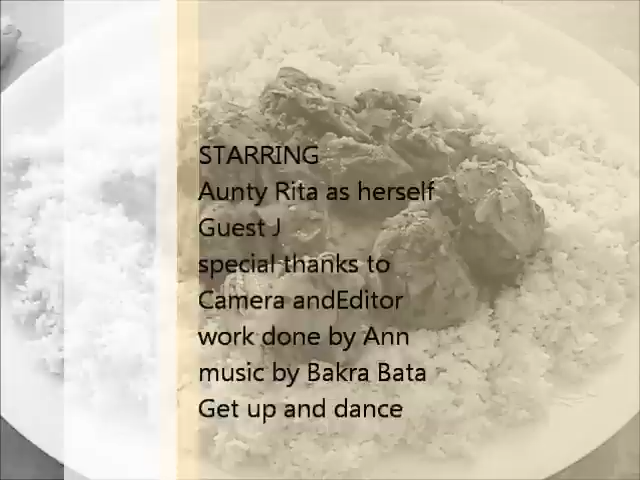 STARRING
Aunty Rita as herself
Guest J
special thanks to
Camera andEditor
work done by Ann
music by Bakra Bata
Get up and dance